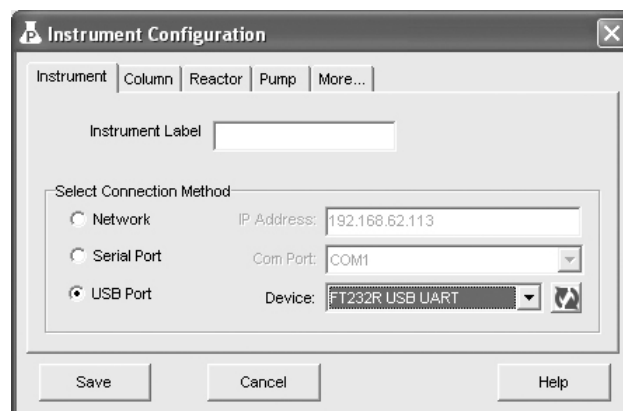 P Instrument Configuration
Instrument Column Reactor Pump More...
Instrument Label
Select Connection Method
Network IP Address: 192.168.62.113
Serial Port Com Port: COM1
USB Port Device: FT232R USB UART
Save Cancel Help